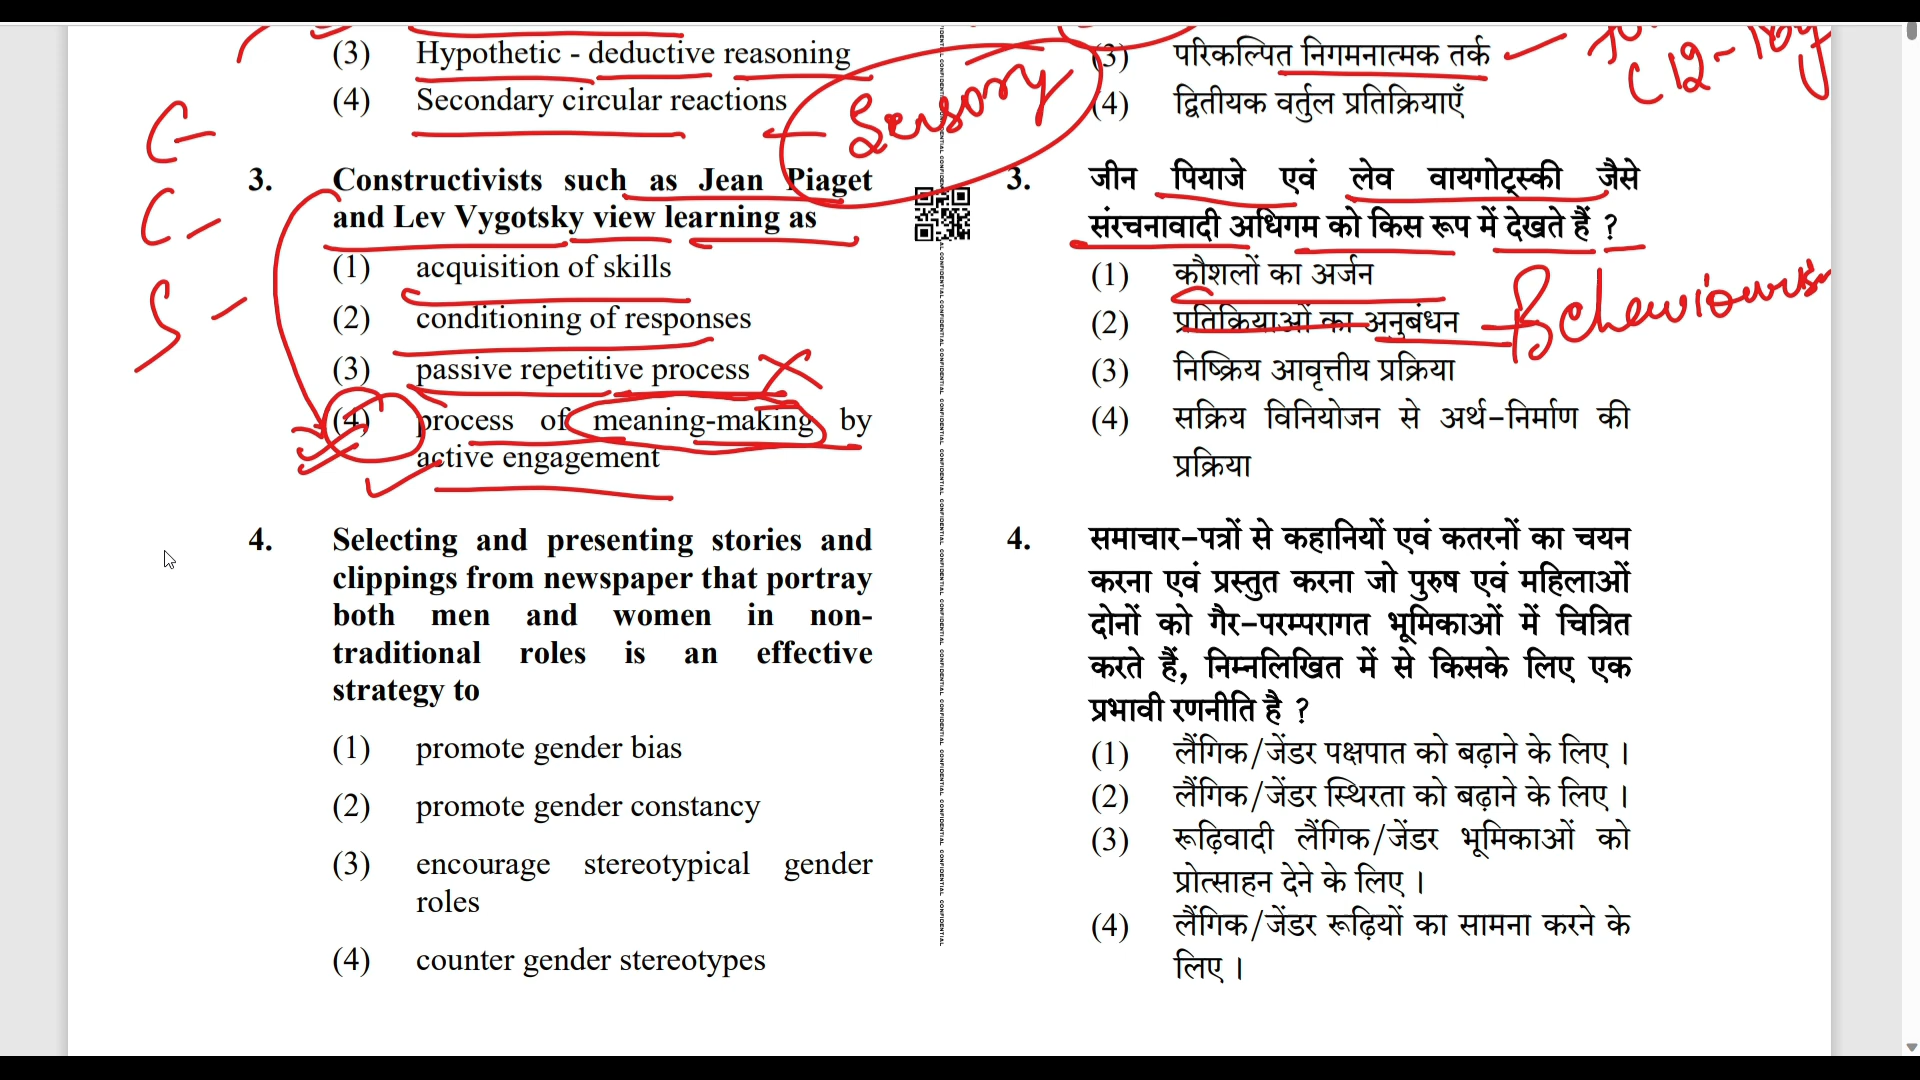 (3) Hypothetic - deductive reasoning
(4) Secondary circular reactions
3. Constructivists such as Jean Piaget
and Lev Vygotsky view learning as
(1) acquisition of skills
(2) conditioning of responses
(3) passive repetitive process
(4) process of meaning-making by
active engagement
4. Selecting and presenting stories and
clippings from newspaper that portray
both men and women in non-
traditional roles is an effective
strategy to
(1) promote gender bias
(2) promote gender constancy
(3) encourage stereotypical gender
roles
(4) counter gender stereotypes
C-
C-
S-
Sensory
(3) परिकल्पित निगमनात्मक तर्क
(4) द्वितीयक वर्तुल प्रतिक्रियाएँ
3. जीन पियाजे एवं लेव वायगोट्स्की जैसे
संरचनावादी अधिगम को किस रूप में देखते हैं ?
(1) कौशलों का अर्जन
(2) प्रतिक्रियाओं का अनुबंधन
(3) निष्क्रिय आवृत्तीय प्रक्रिया
(4) सक्रिय विनियोजन से अर्थ-निर्माण की
प्रक्रिया
4. समाचार-पत्रों से कहानियों एवं कतरनों का चयन
करना एवं प्रस्तुत करना जो पुरुष एवं महिलाओं
दोनों को गैर-परम्परागत भूमिकाओं में चित्रित
करते हैं, निम्नलिखित में से किसके लिए एक
प्रभावी रणनीति है ?
(1) लैंगिक/जेंडर पक्षपात को बढ़ाने के लिए ।
(2) लैंगिक/जेंडर स्थिरता को बढ़ाने के लिए ।
(3) रूढ़िवादी लैंगिक/जेंडर भूमिकाओं को
प्रोत्साहन देने के लिए ।
(4) लैंगिक/जेंडर रूढ़ियों का सामना करने के
लिए ।